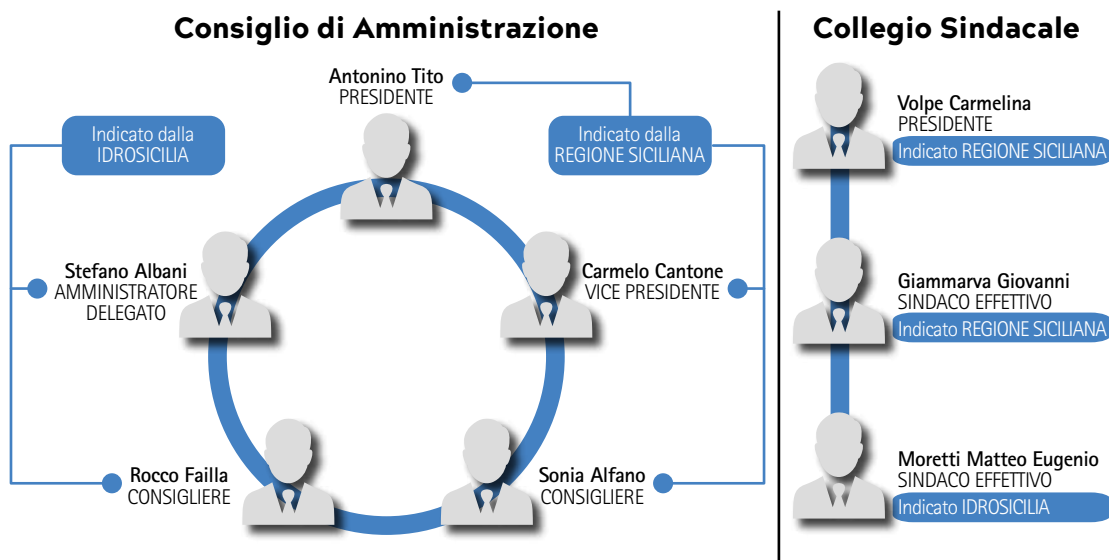 Consiglio di Amministrazione
Antonino Tito
PRESIDENTE
Indicato dalla
IDROSICILIA
Indicato dalla
REGIONE SICILIANA
Stefano Albani
AMMINISTRATORE
DELEGATO
Carmelo Cantone
VICE PRESIDENTE
Rocco Failla
CONSIGLIERE
Sonia Alfano
CONSIGLIERE
Collegio Sindacale
Volpe Carmelina
PRESIDENTE
Indicato REGIONE SICILIANA
Giammarva Giovanni
SINDACO EFFETTIVO
Indicato REGIONE SICILIANA
Moretti Matteo Eugenio
SINDACO EFFETTIVO
Indicato IDROSICILIA